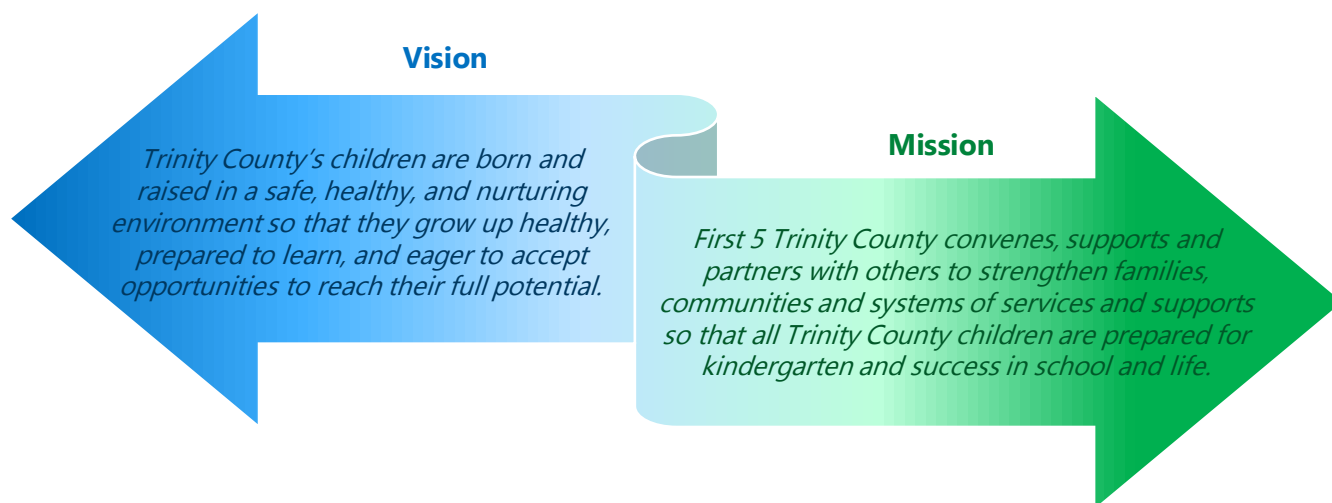 Vision
Trinity County’s children are born and
raised in a safe, healthy, and nurturing
environment so that they grow up healthy,
prepared to learn, and eager to accept
opportunities to reach their full potential.
Mission
First 5 Trinity County convenes, supports and
partners with others to strengthen families,
communities and systems of services and supports
so that all Trinity County children are prepared for
kindergarten and success in school and life.